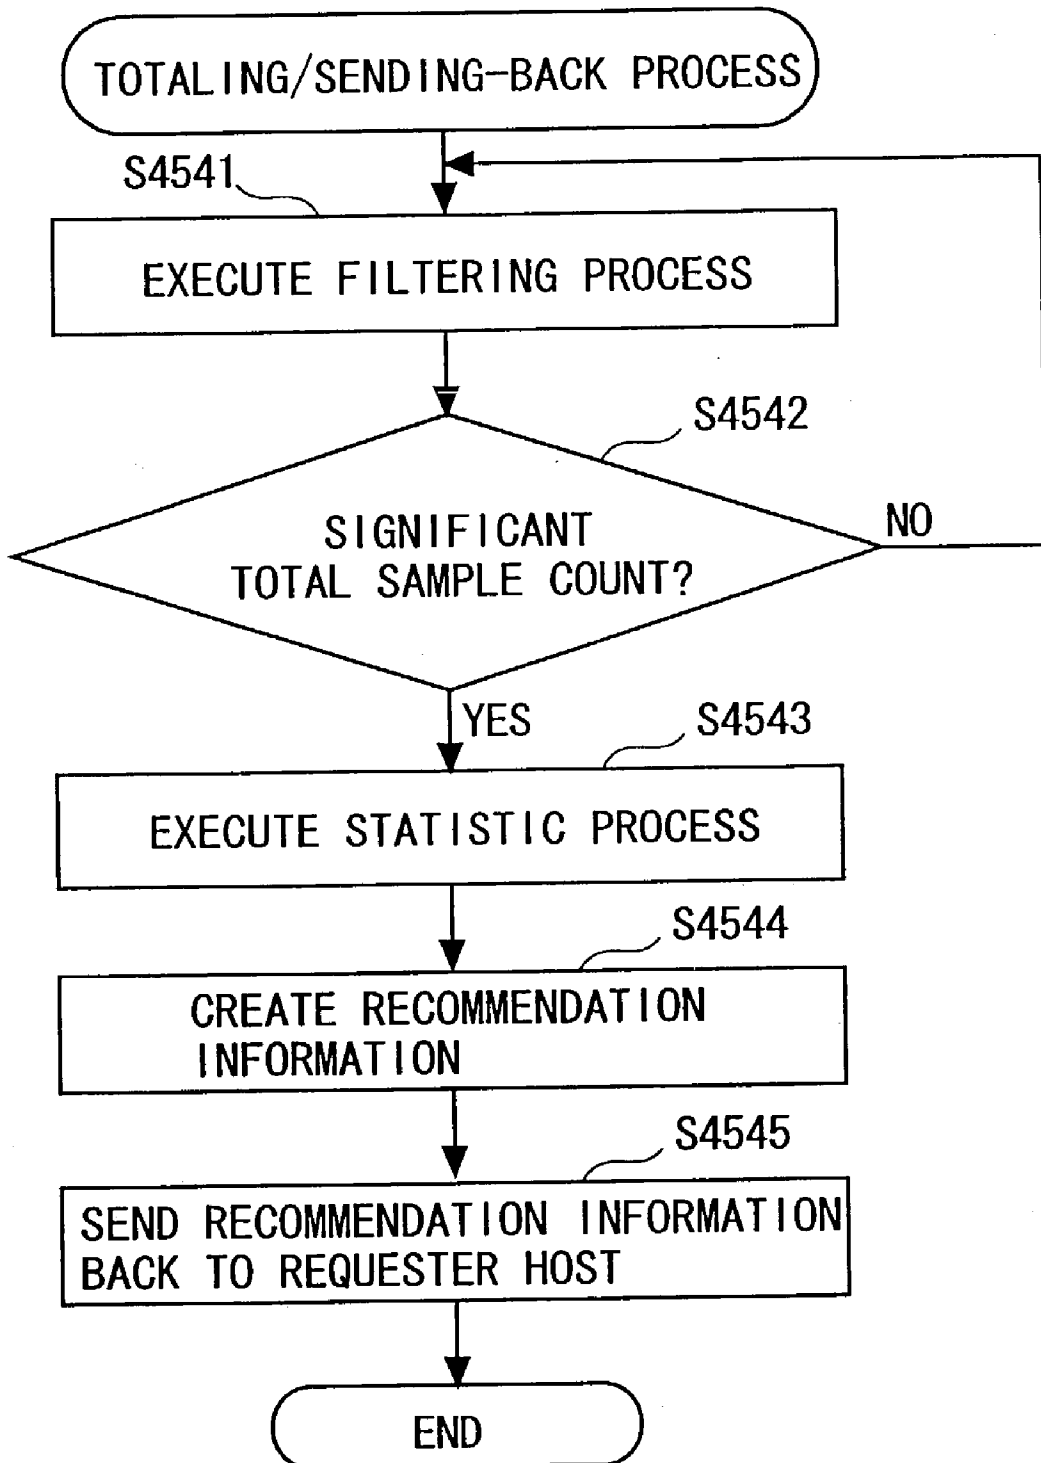 TOTALING/SENDING-BACK PROCESS
S4541
EXECUTE FILTERING PROCESS
S4542
SIGNIFICANT
TOTAL SAMPLE COUNT?
NO
YES
S4543
EXECUTE STATISTIC PROCESS
S4544
CREATE RECOMMENDATION
INFORMATION
S4545
SEND RECOMMENDATION INFORMATION
BACK TO REQUESTER HOST
END